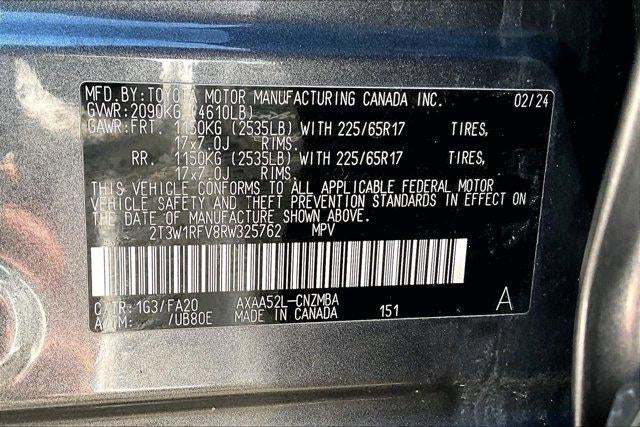 MFD.BY:TOYOTA MOTOR MANUFACTURING CANADA INC. 02/24
GVWR:2090KG (4610LB)
GAWR:FRT. 1150KG (2535LB) WITH 225/65R17 TIRES,
17x7.0J RIMS.
RR. 1150KG (2535LB) WITH 225/65R17 TIRES,
17x7.0J RIMS.
THIS VEHICLE CONFORMS TO ALL APPLICABLE FEDERAL MOTOR
VEHICLE SAFETY AND THEFT PREVENTION STANDARDS IN EFFECT ON
THE DATE OF MANUFACTURE SHOWN ABOVE.
2T3W1RFV8RW325762 MPV
C/TR:1G3/FA20 AXAA52L-CNZMBA
A/TM: /UB80E MADE IN CANADA 151 A